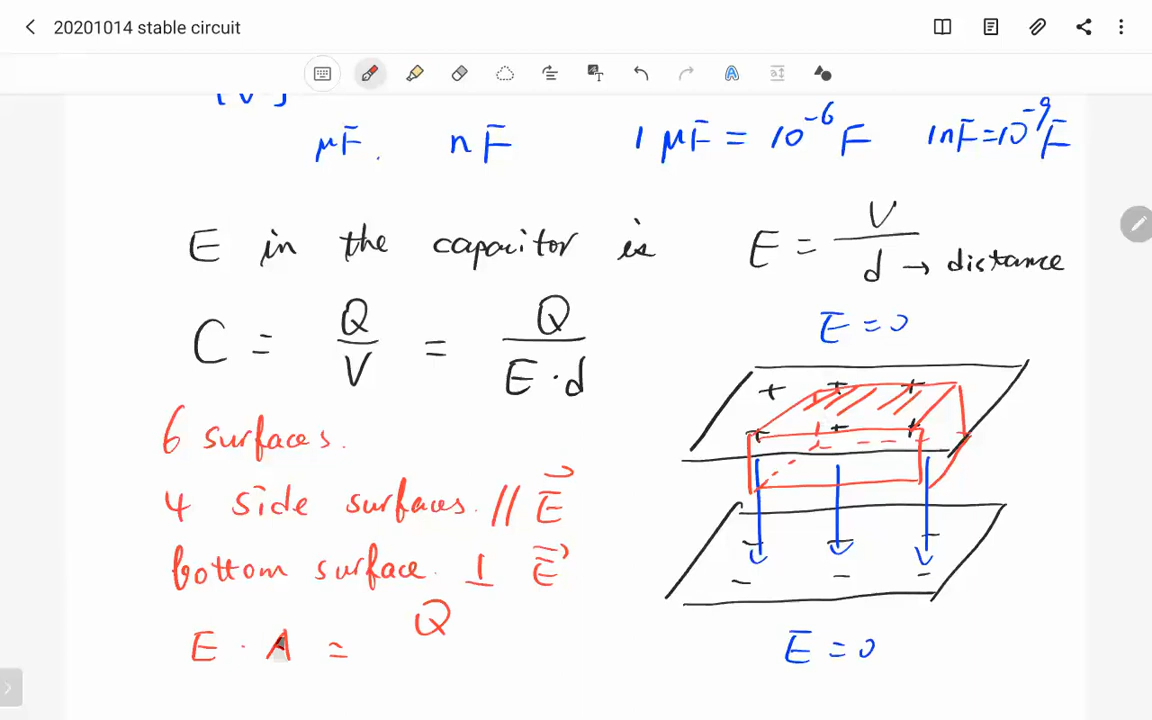 20201014 stable circuit
[V]
μF. nF 1 μF = 10⁻⁶ F 1nF=10⁻⁹F
E in the capacitor is E = V/d → distance
E = 0
C = Q/V = Q/(E·d)
+ + +
+ + +
6 surfaces.
4 side surfaces. // E⃗
bottom surface. ⊥ E⃗
− − −
− − −
E · A = Q
E = 0